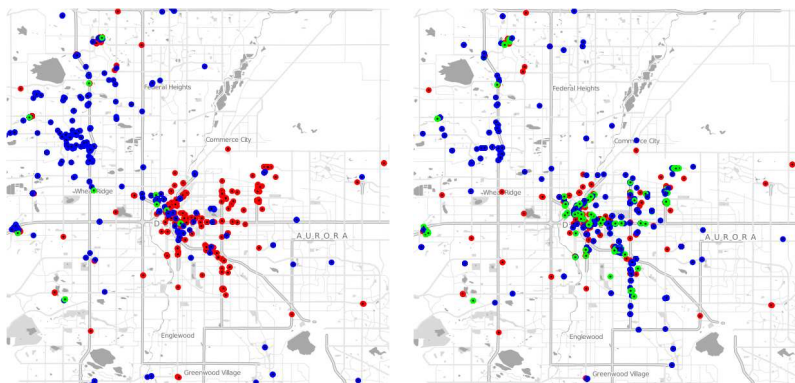 Federal Heights
Commerce City
Wheat Ridge
AURORA
Englewood
Greenwood Village
Federal Heights
Commerce City
Wheat Ridge
D
AURORA
Englewood
Greenwood Village